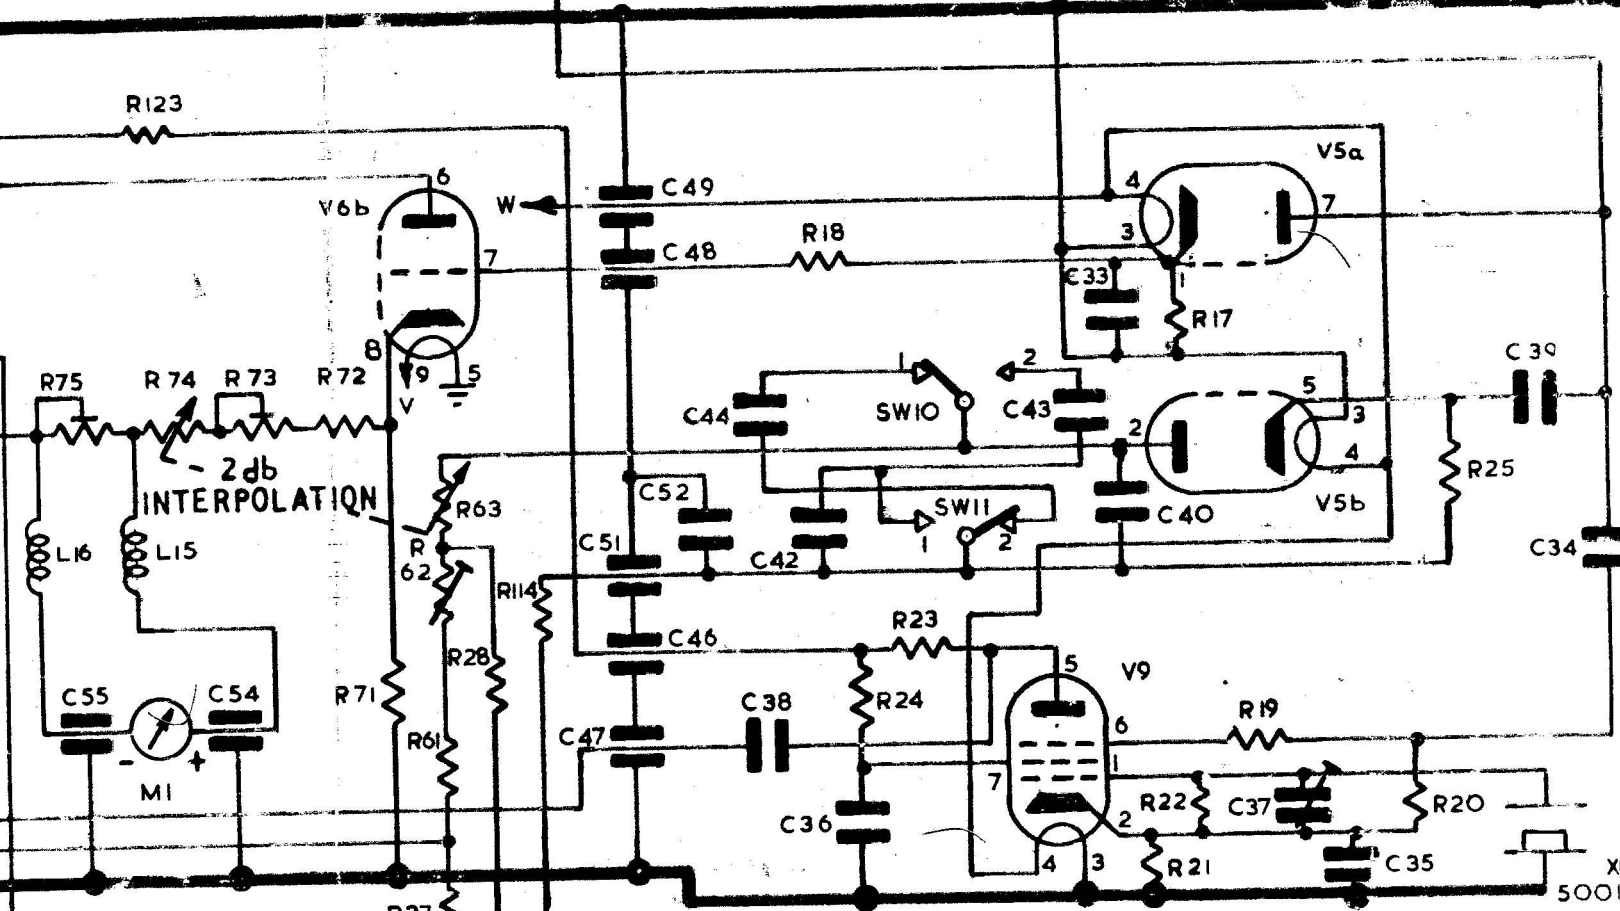 R123
V5a
6
V6b
W
C49
4
7
3
R18
7
C48
C33
1
R17
8
9
5
V
R75
R74
R73
R72
1
2
C39
5
C44
SW10
C43
3
2
4
2db
INTERPOLATION
R63
C52
SW11
C40
V5b
R25
L16
L15
R
62
C51
C42
1
2
C34
R114
R23
C46
R28
5
V9
C55
C54
R71
C38
R24
6
R19
R61
C47
-
+
7
1
M1
R22
C37
R20
C36
2
4
3
R21
C35
500